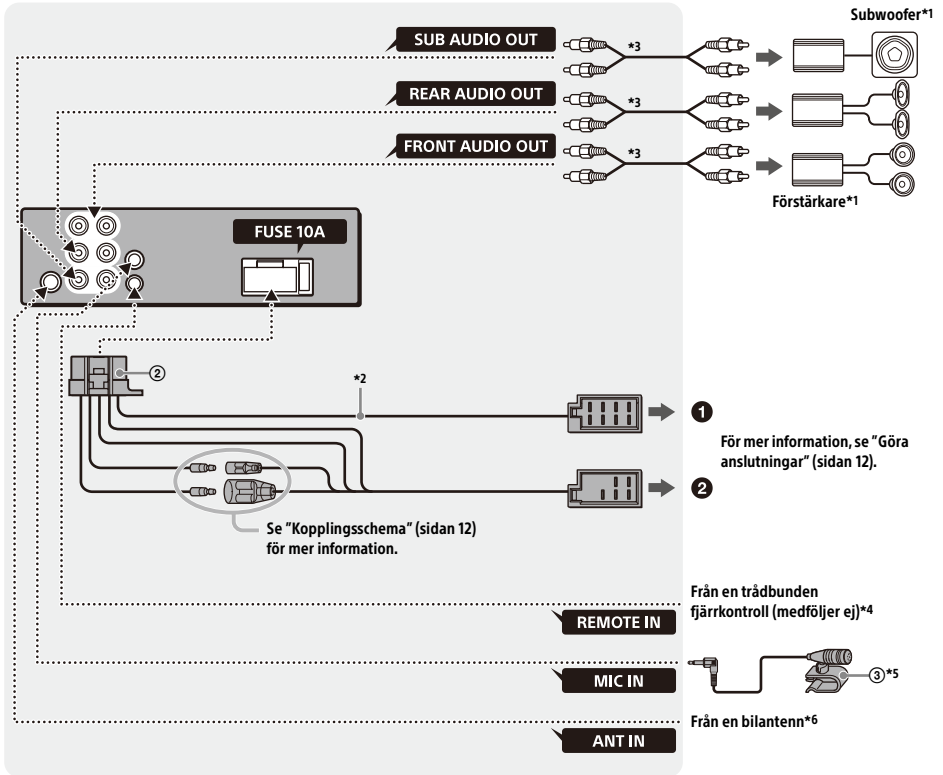 Subwoofer*1
SUB AUDIO OUT
*3
REAR AUDIO OUT
*3
FRONT AUDIO OUT
*3
Förstärkare*1
FUSE 10A
②
*2
❶
För mer information, se ”Göra
anslutningar” (sidan 12).
❷
Se ”Kopplingsschema” (sidan 12)
för mer information.
Från en trådbunden
fjärrkontroll (medföljer ej)*4
REMOTE IN
③*5
MIC IN
Från en bilantenn*6
ANT IN